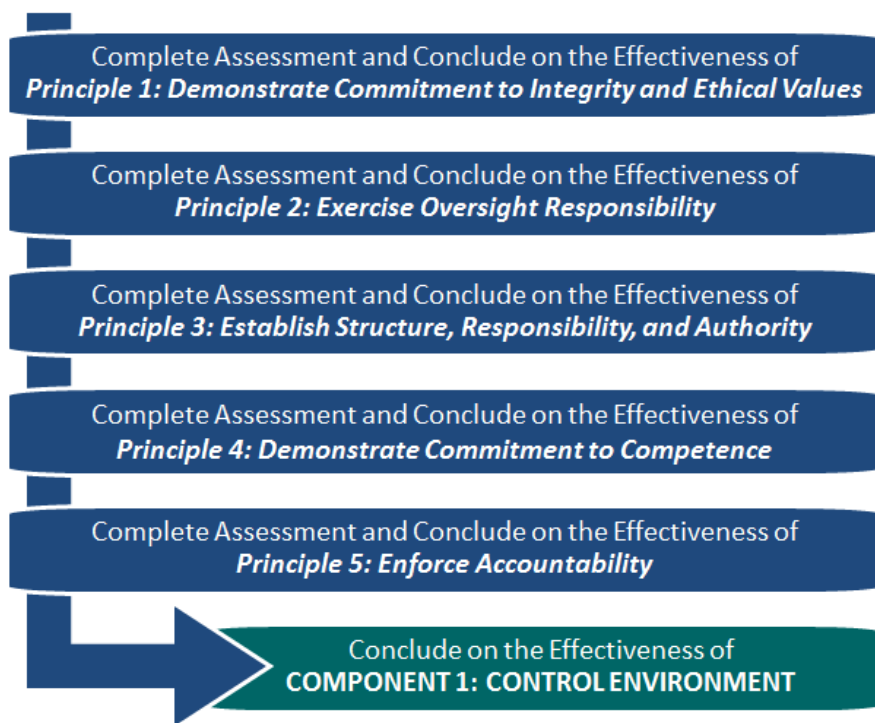 Complete Assessment and Conclude on the Effectiveness of
Principle 1: Demonstrate Commitment to Integrity and Ethical Values
Complete Assessment and Conclude on the Effectiveness of
Principle 2: Exercise Oversight Responsibility
Complete Assessment and Conclude on the Effectiveness of
Principle 3: Establish Structure, Responsibility, and Authority
Complete Assessment and Conclude on the Effectiveness of
Principle 4: Demonstrate Commitment to Competence
Complete Assessment and Conclude on the Effectiveness of
Principle 5: Enforce Accountability
Conclude on the Effectiveness of
COMPONENT 1: CONTROL ENVIRONMENT